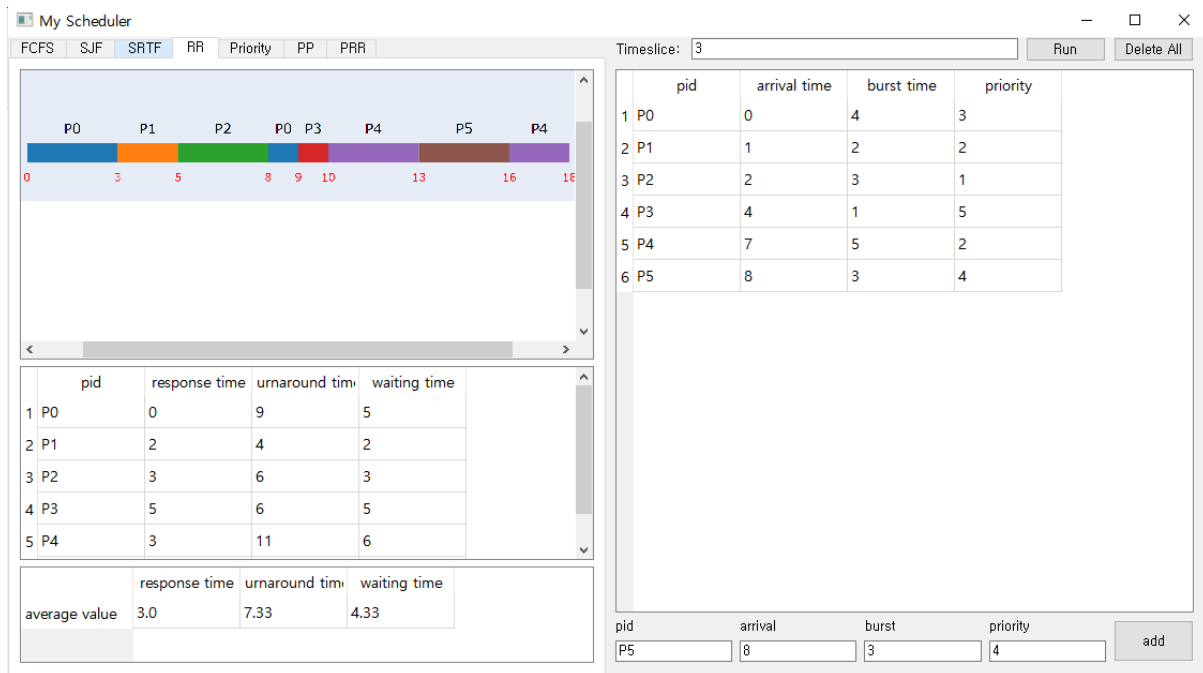 My Scheduler
FCFS SJF SRTF RR Priority PP PRR
Timeslice: 3 Run Delete All
P0 P1 P2 P0 P3 P4 P5 P4
0 3 5 8 9 10 13 16 18
pid response time urnaround tim waiting time
1 P0 0 9 5
2 P1 2 4 2
3 P2 3 6 3
4 P3 5 6 5
5 P4 3 11 6
response time urnaround tim waiting time
average value 3.0 7.33 4.33
pid arrival time burst time priority
1 P0 0 4 3
2 P1 1 2 2
3 P2 2 3 1
4 P3 4 1 5
5 P4 7 5 2
6 P5 8 3 4
pid arrival burst priority
P5 8 3 4 add